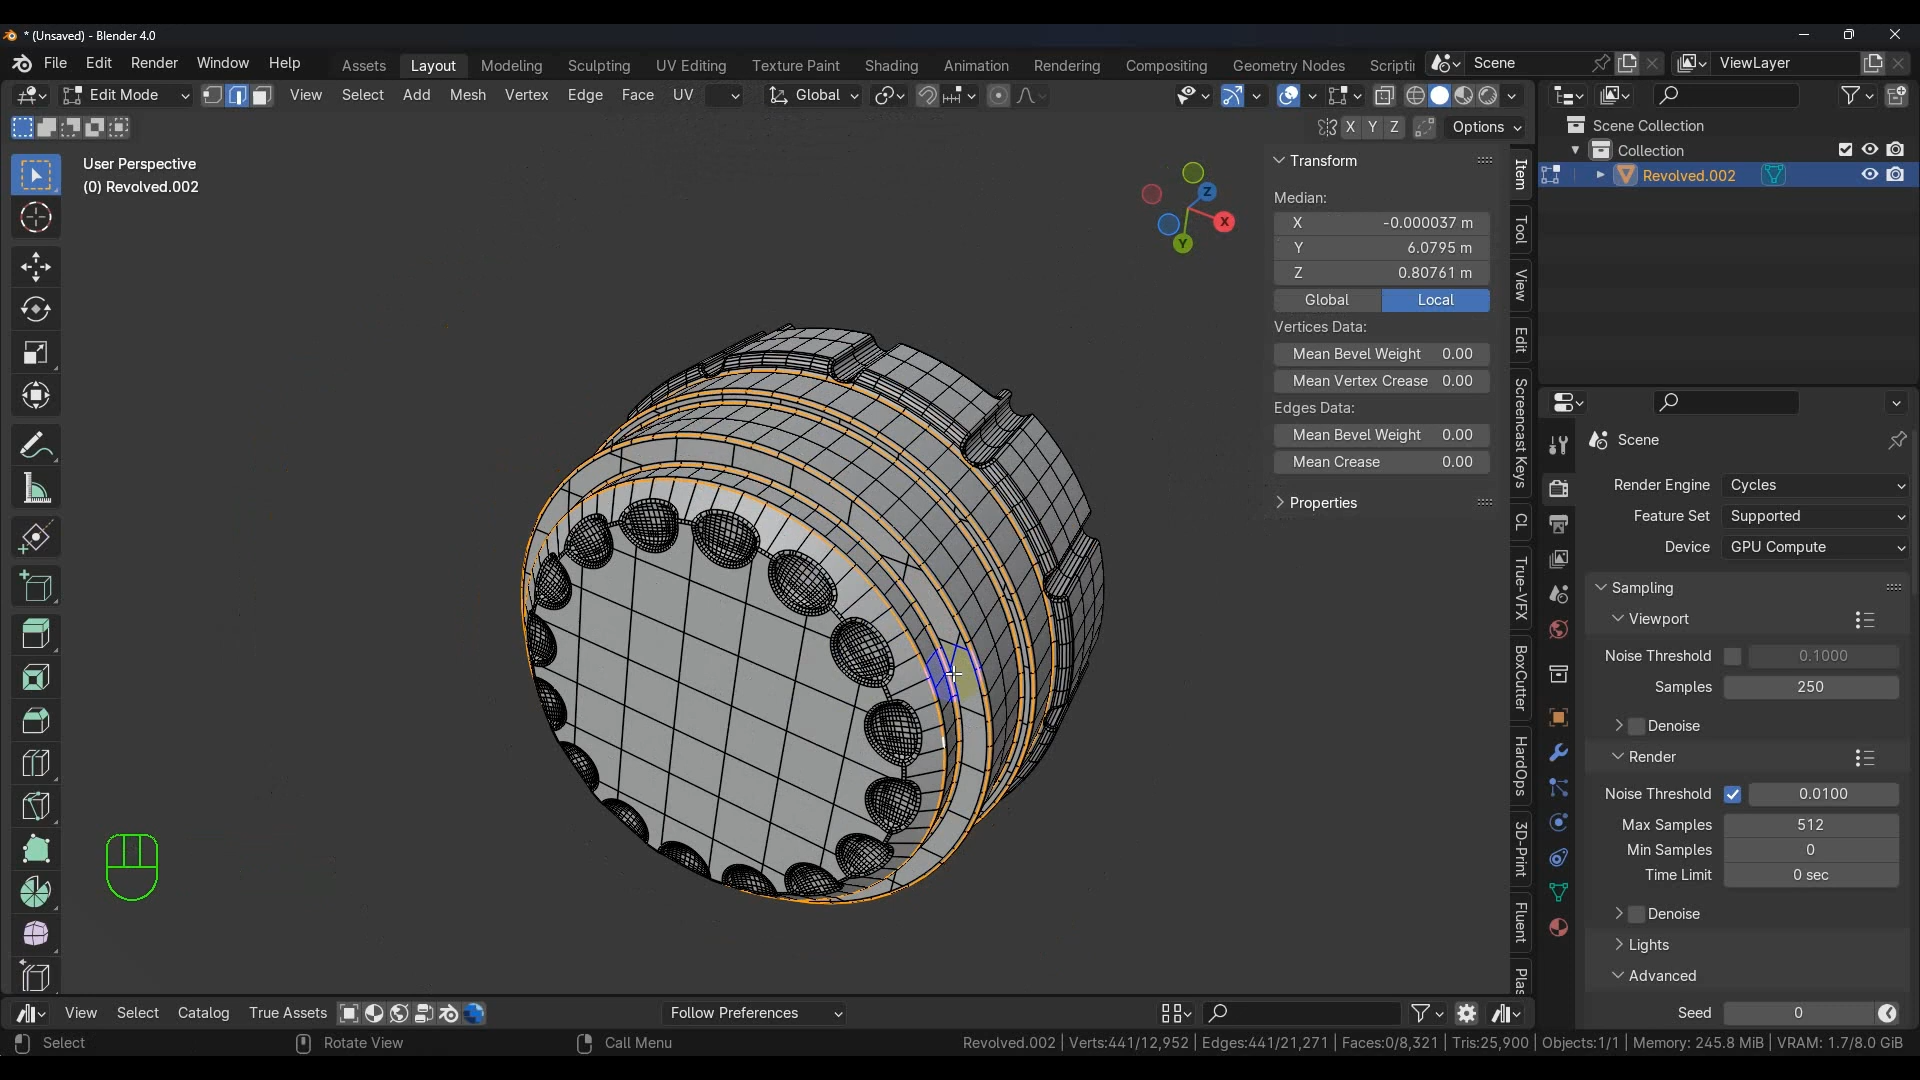 * (Unsaved) - Blender 4.0
File Edit Render Window Help Assets Layout Modeling Sculpting UV Editing Texture Paint Shading Animation Rendering Compositing Geometry Nodes Scripti Scene ViewLayer
Edit Mode View Select Add Mesh Vertex Edge Face UV Global
X Y Z Options
Scene Collection
Collection
Revolved.002
User Perspective
(0) Revolved.002
Z
X
Y
Transform
Median:
X -0.000037 m
Y 6.0795 m
Z 0.80761 m
Global Local
Vertices Data:
Mean Bevel Weight 0.00
Mean Vertex Crease 0.00
Edges Data:
Mean Bevel Weight 0.00
Mean Crease 0.00
Properties
Item
Tool
View
Edit
Screencast Keys
CL
True-VFX
BoxCutter
HardOps
3D-Print
Fluent
Plas
Scene
Render Engine Cycles
Feature Set Supported
Device GPU Compute
Sampling
Viewport
Noise Threshold 0.1000
Samples 250
Denoise
Render
Noise Threshold 0.0100
Max Samples 512
Min Samples 0
Time Limit 0 sec
Denoise
Lights
Advanced
Seed 0
View Select Catalog True Assets Follow Preferences
Select Rotate View Call Menu Revolved.002 | Verts:441/12,952 | Edges:441/21,271 | Faces:0/8,321 | Tris:25,900 | Objects:1/1 | Memory: 245.8 MiB | VRAM: 1.7/8.0 GiB